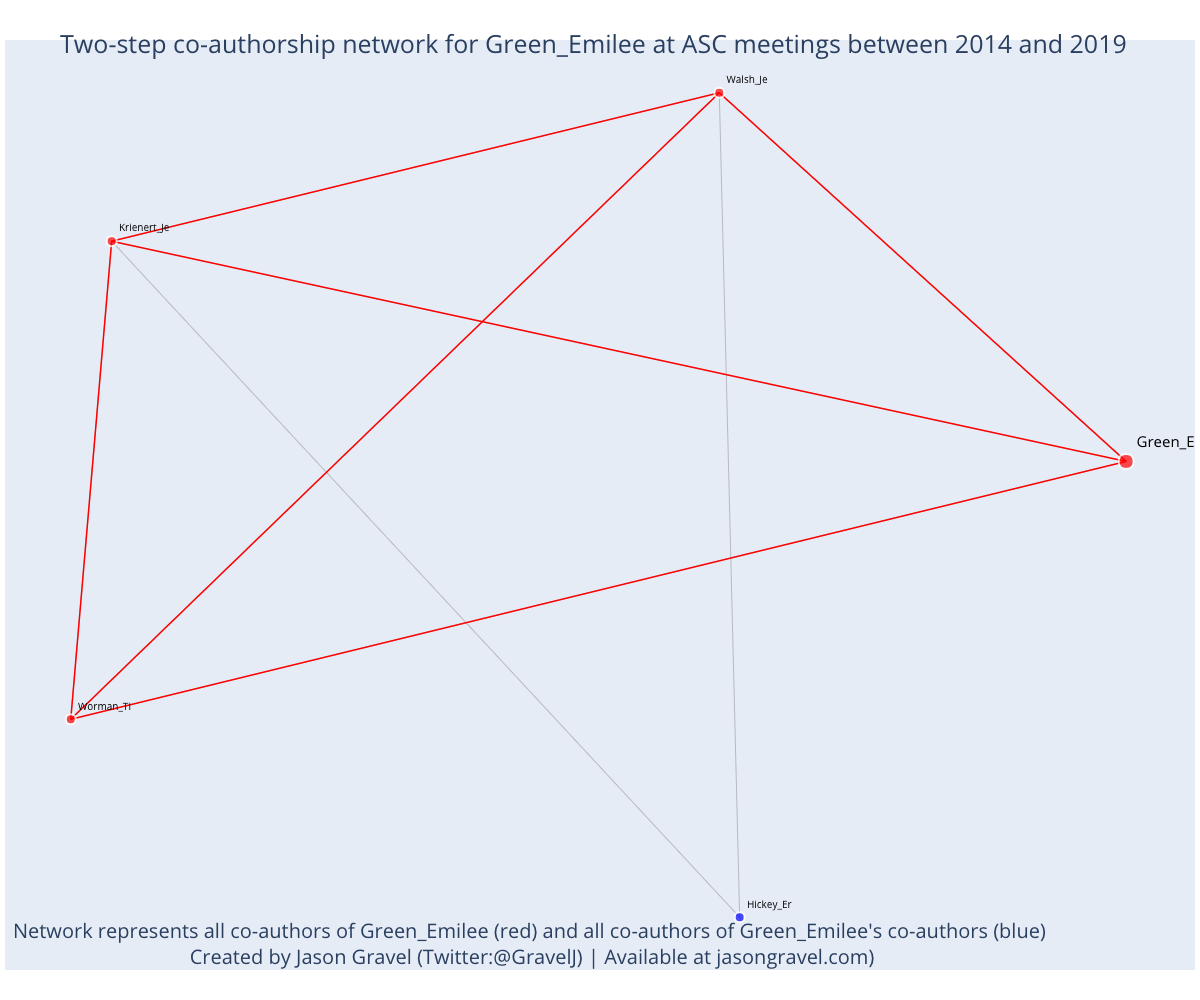 Two-step co-authorship network for Green_Emilee at ASC meetings between 2014 and 2019
Walsh_Je
Krienert_Je
Green_E
Worman_Ti
Hickey_Er
Network represents all co-authors of Green_Emilee (red) and all co-authors of Green_Emilee's co-authors (blue)
Created by Jason Gravel (Twitter:@GravelJ) | Available at jasongravel.com)